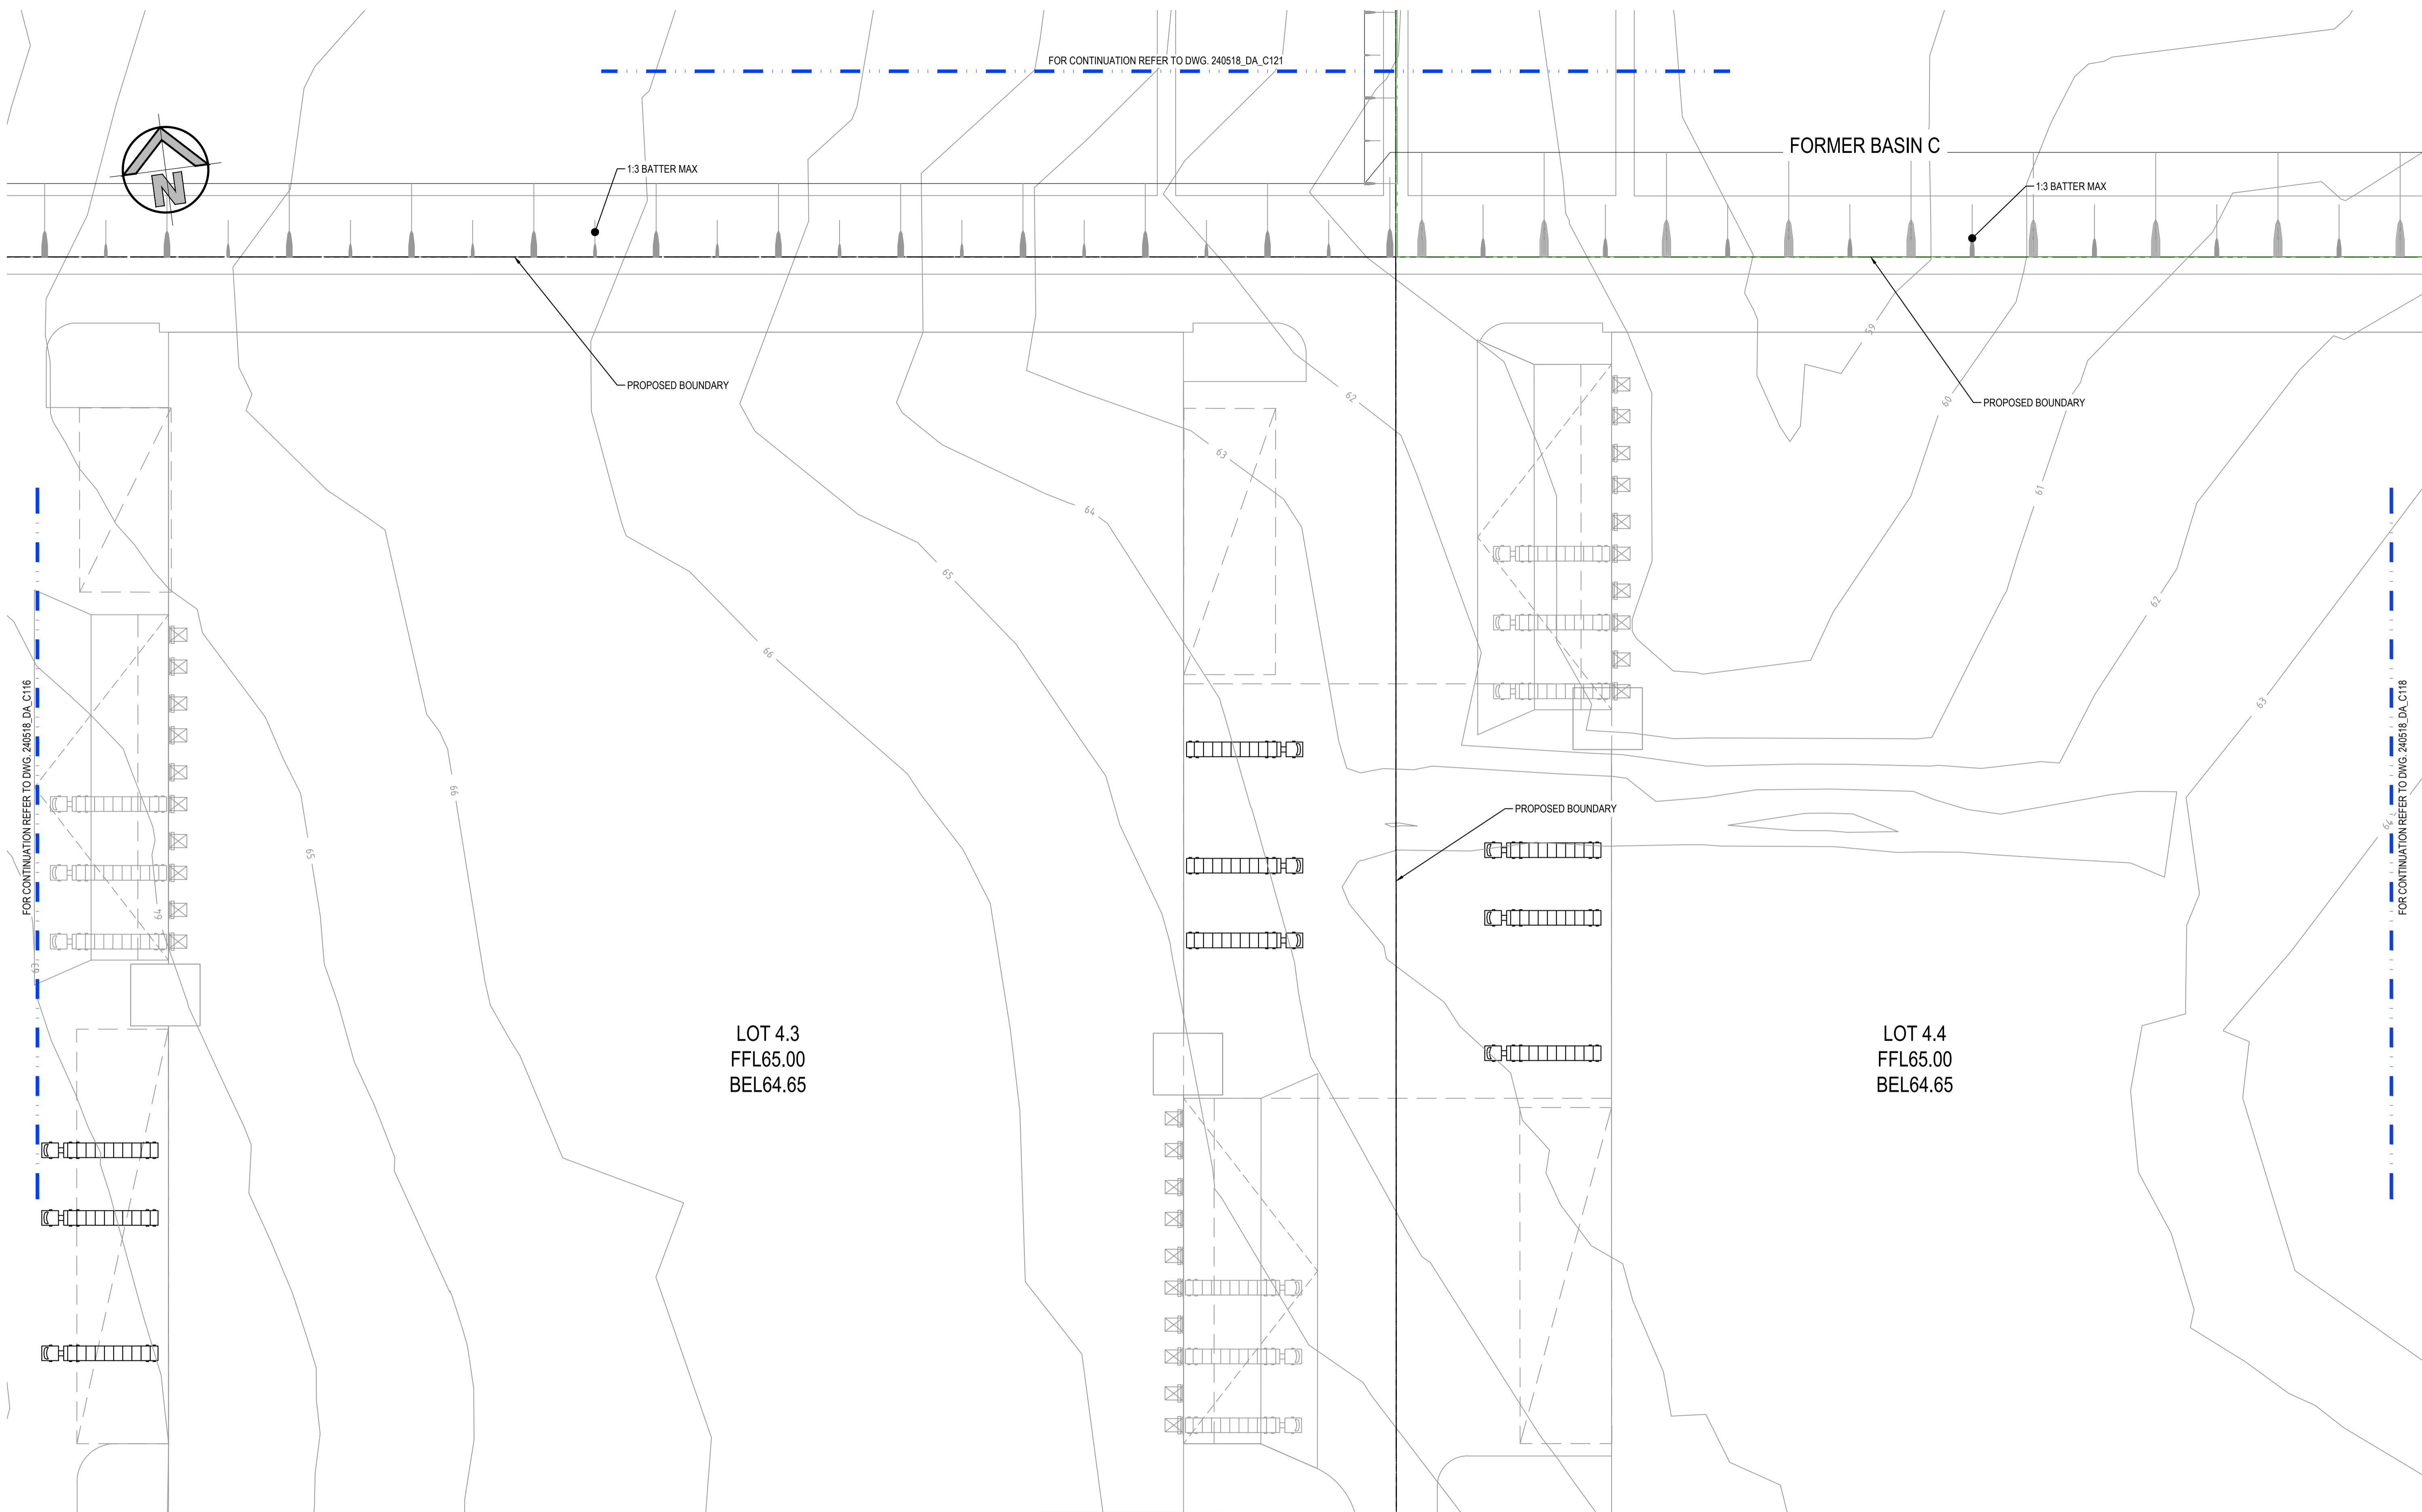 FOR CONTINUATION REFER TO DWG. 240518_DA_C121
FORMER BASIN C
N
1:3 BATTER MAX
1:3 BATTER MAX
59
PROPOSED BOUNDARY
62
60
PROPOSED BOUNDARY
63
61
64
65
62
66
FOR CONTINUATION REFER TO DWG. 240518_DA_C116
FOR CONTINUATION REFER TO DWG. 240518_DA_C118
63
66
PROPOSED BOUNDARY
64
65
64
63
LOT 4.3
FFL65.00
BEL64.65
LOT 4.4
FFL65.00
BEL64.65